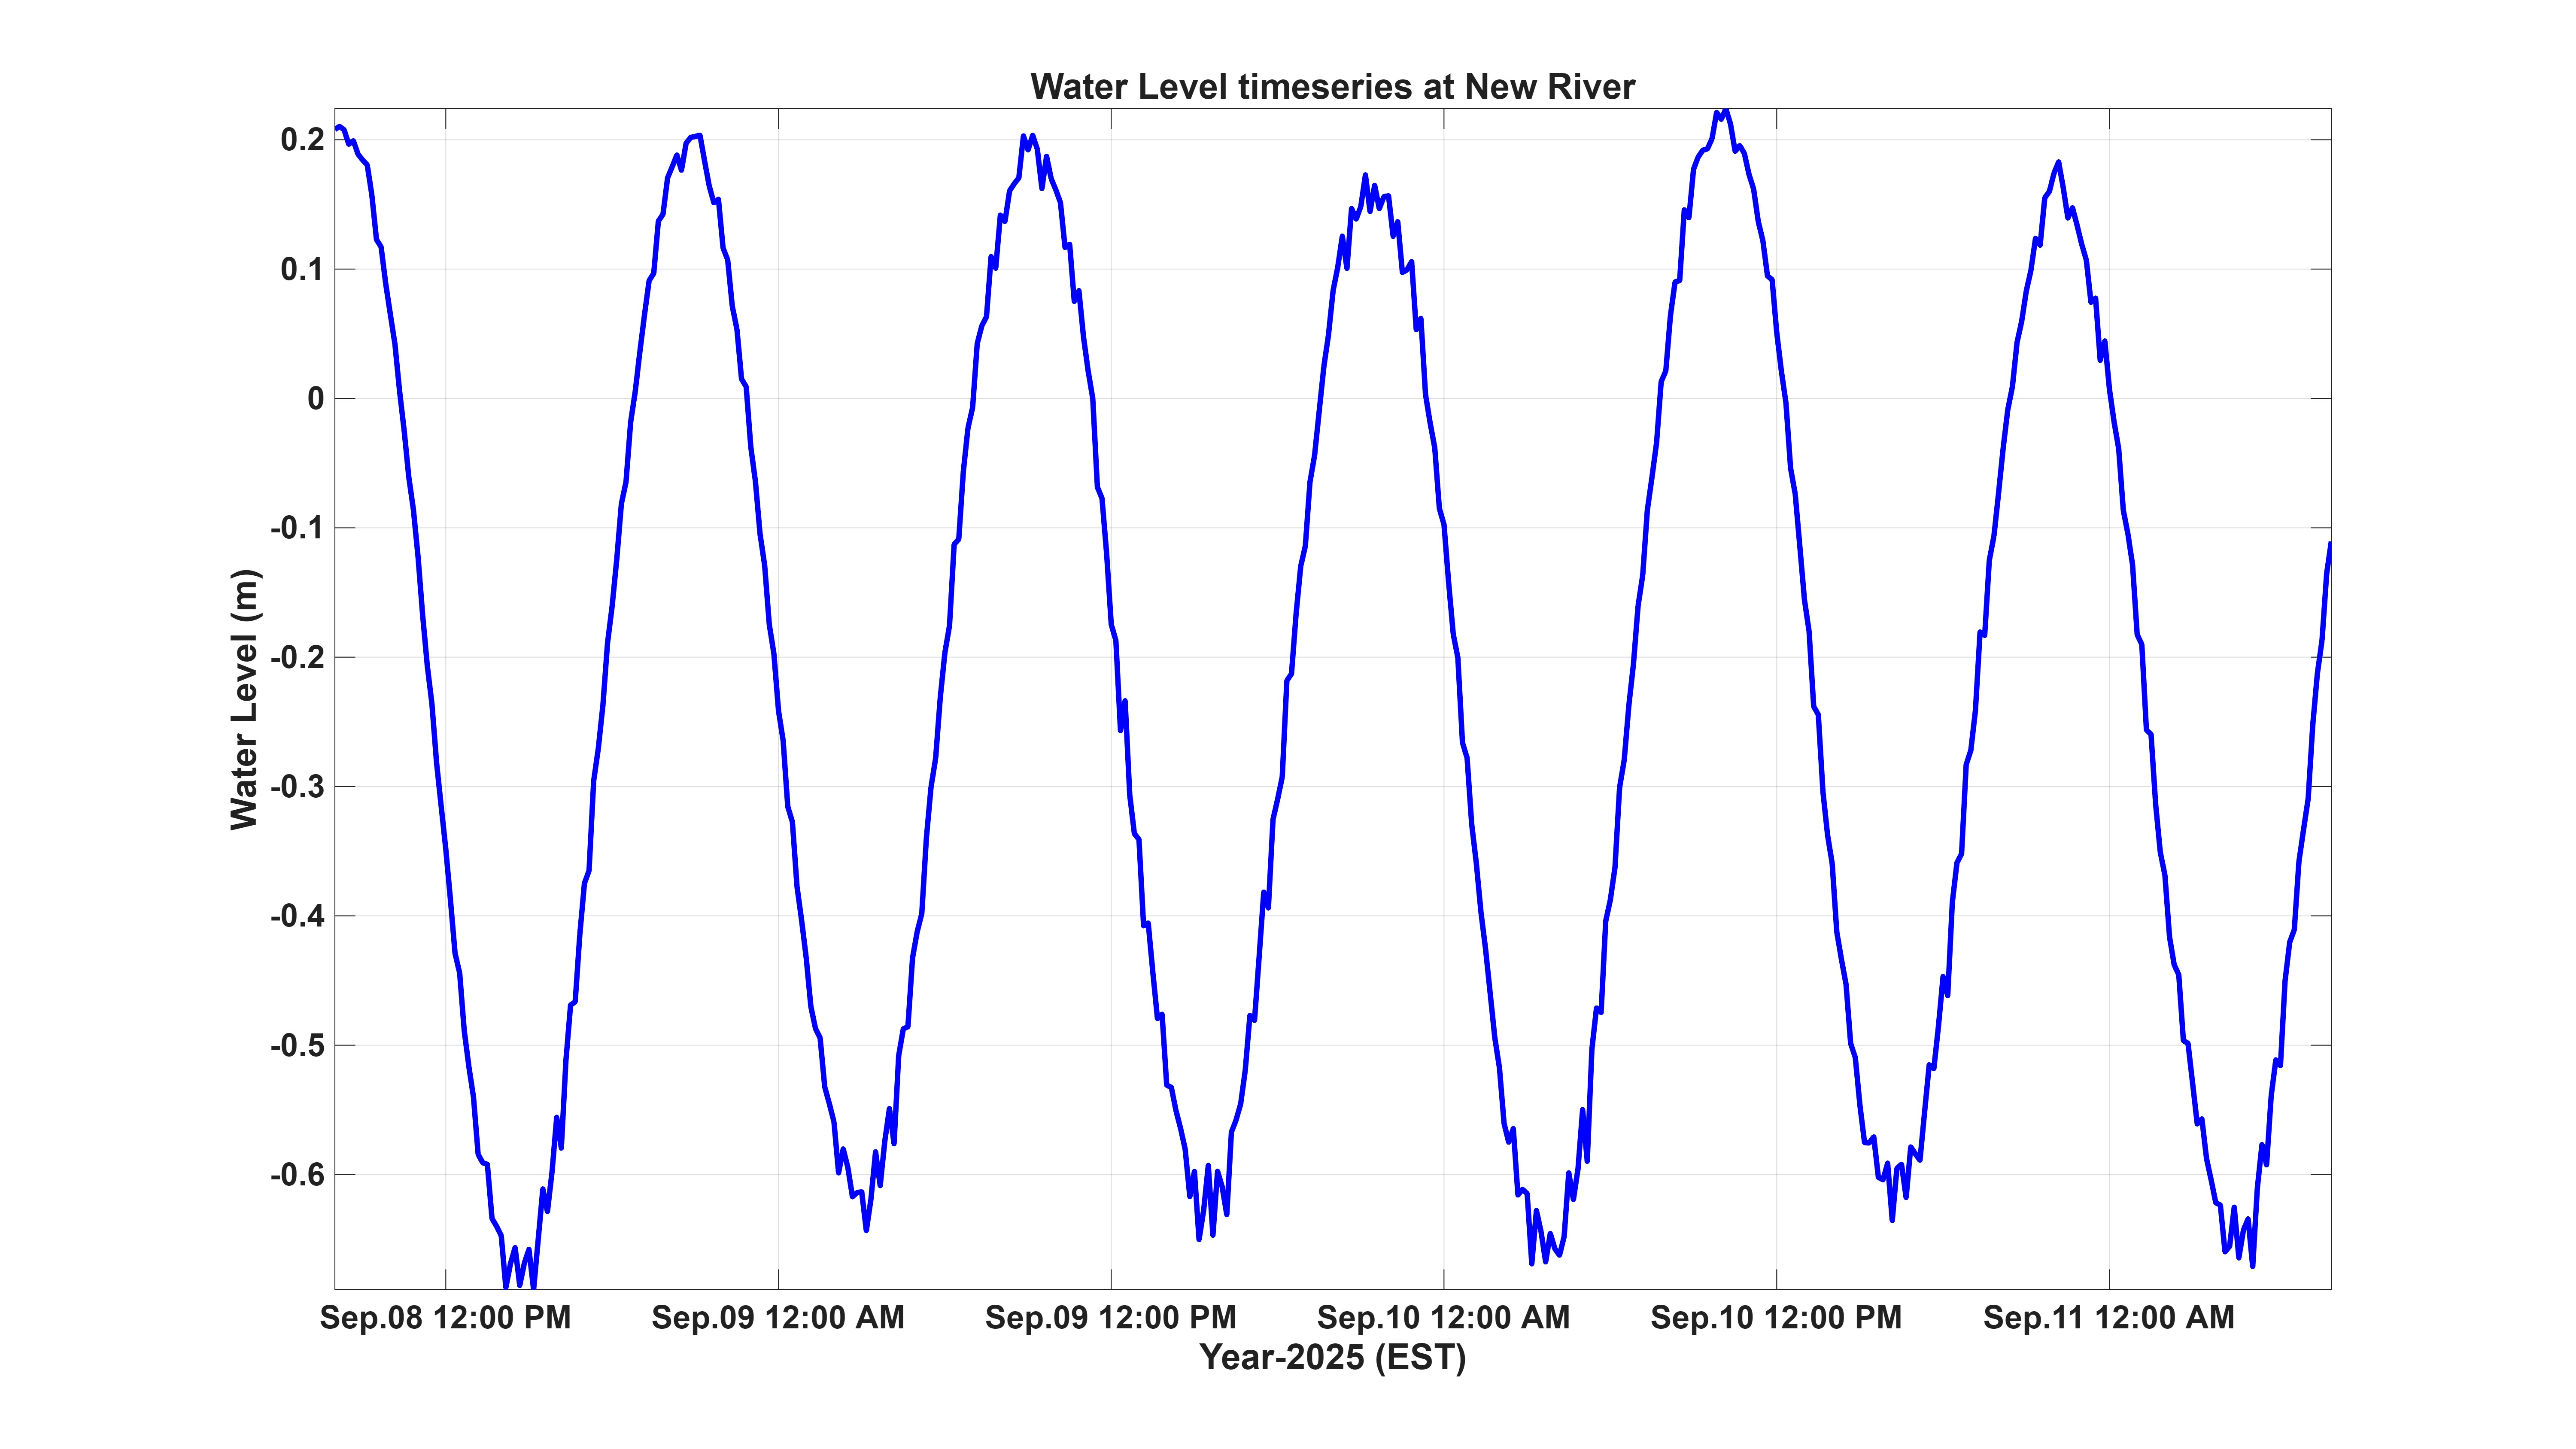 Water Level timeseries at New River
0.2
0.1
0
-0.1
-0.2
-0.3
-0.4
-0.5
-0.6
Water Level (m)
Sep.08 12:00 PM
Sep.09 12:00 AM
Sep.09 12:00 PM
Sep.10 12:00 AM
Sep.10 12:00 PM
Sep.11 12:00 AM
Year-2025 (EST)